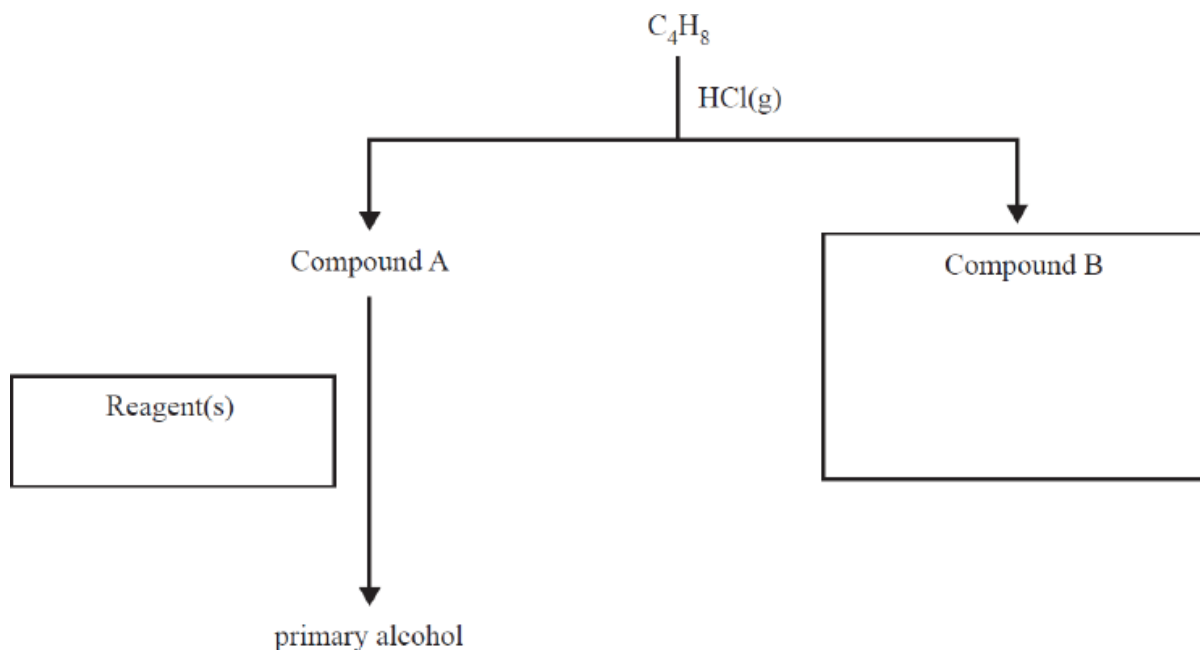 C₄H₈
HCl(g)
Compound A
Compound B
Reagent(s)
primary alcohol